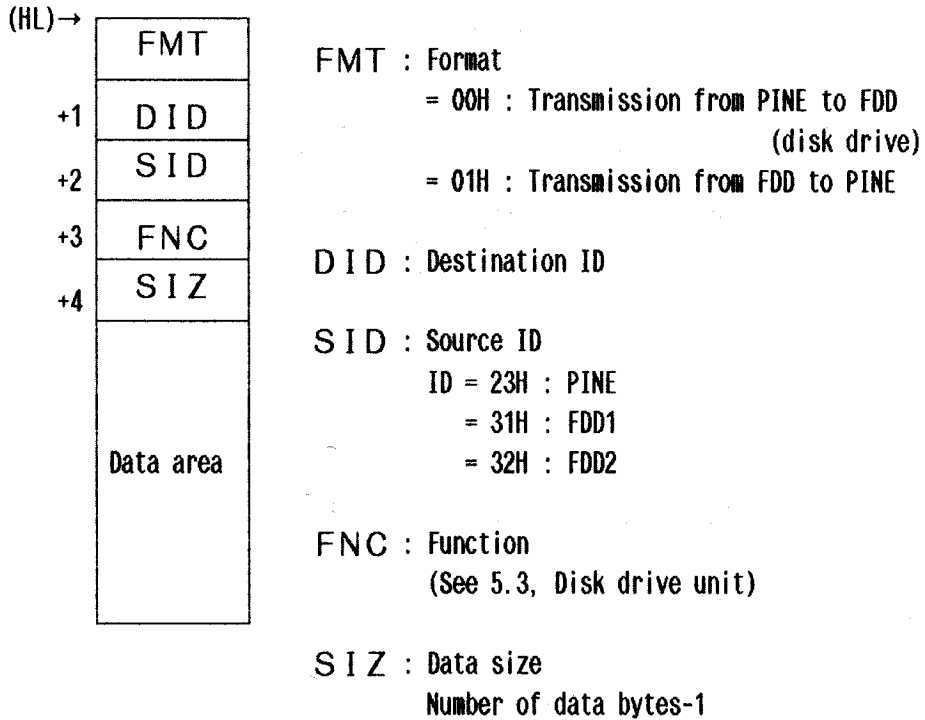 (HL)→
FMT
+1 DID
+2 SID
+3 FNC
+4 SIZ
Data area
FMT : Format
= 00H : Transmission from PINE to FDD
(disk drive)
= 01H : Transmission from FDD to PINE
DID : Destination ID
SID : Source ID
ID = 23H : PINE
= 31H : FDD1
= 32H : FDD2
FNC : Function
(See 5.3, Disk drive unit)
SIZ : Data size
Number of data bytes-1